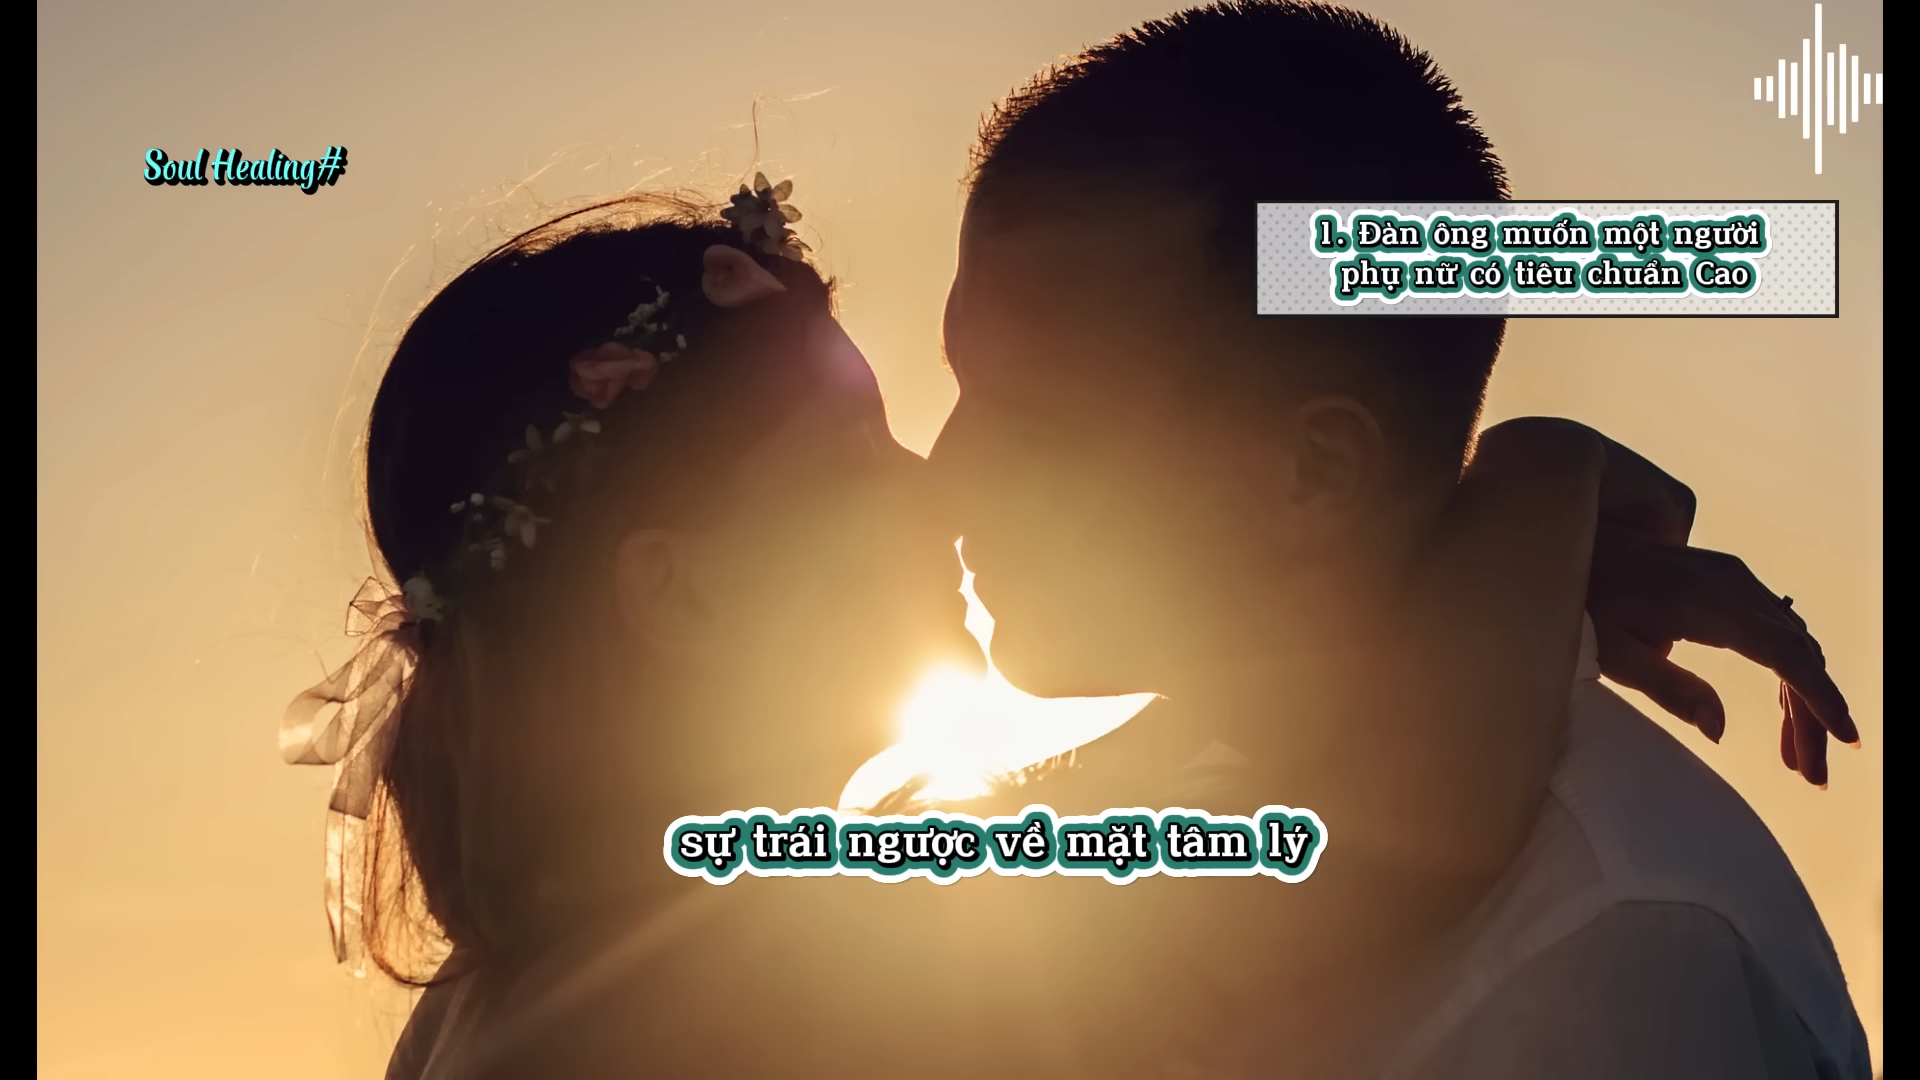 Soul Healing#
1. Đàn ông muốn một người
phụ nữ có tiêu chuẩn Cao
sự trái ngược về mặt tâm lý